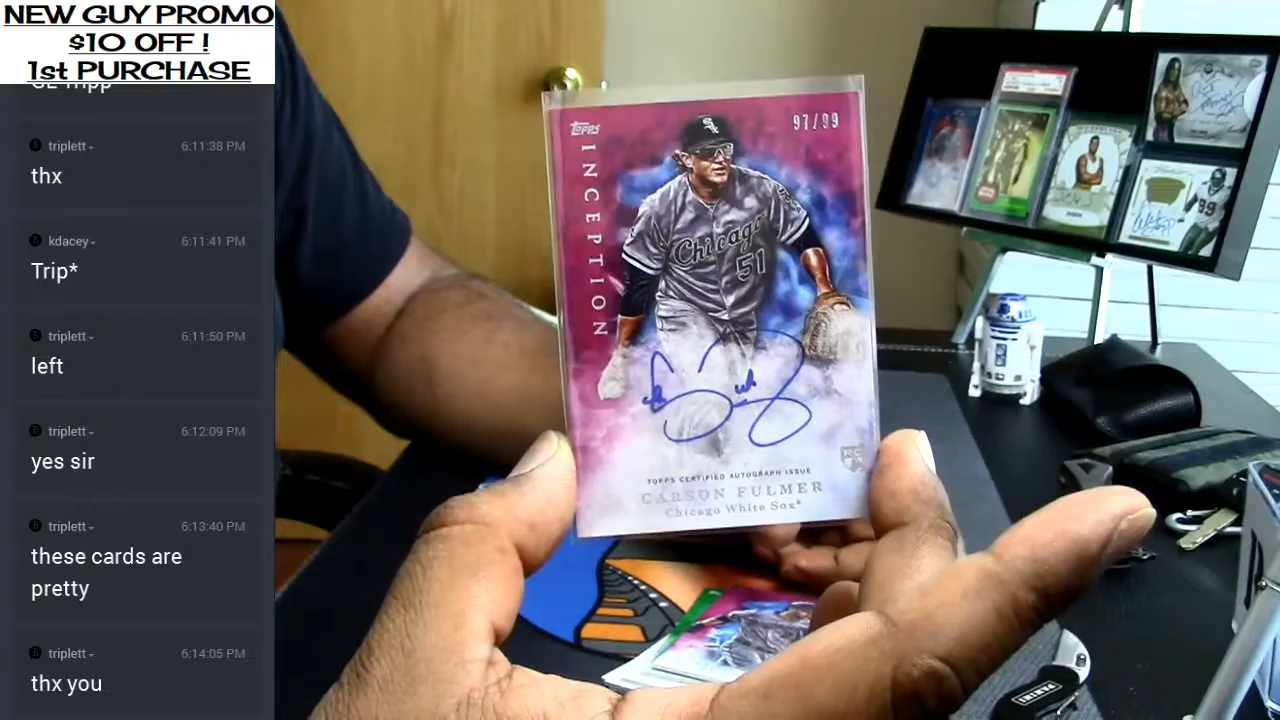 NEW GUY PROMO
$10 OFF !
1st PURCHASE
triplett
6:11:38 PM
thx
kdacey
6:11:41 PM
Trip*
triplett
6:11:50 PM
left
triplett
6:12:09 PM
yes sir
triplett
6:13:40 PM
these cards are
pretty
triplett
6:14:05 PM
thx you
Topps
INCEPTION
97/99
Chicago
51
TOPPS CERTIFIED AUTOGRAPH ISSUE
CARSON FULMER
Chicago White Sox
RC
99
PANINI